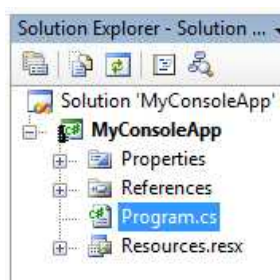 Solution Explorer - Solution ...
Solution 'MyConsoleApp'
MyConsoleApp
Properties
References
Program.cs
Resources.resx